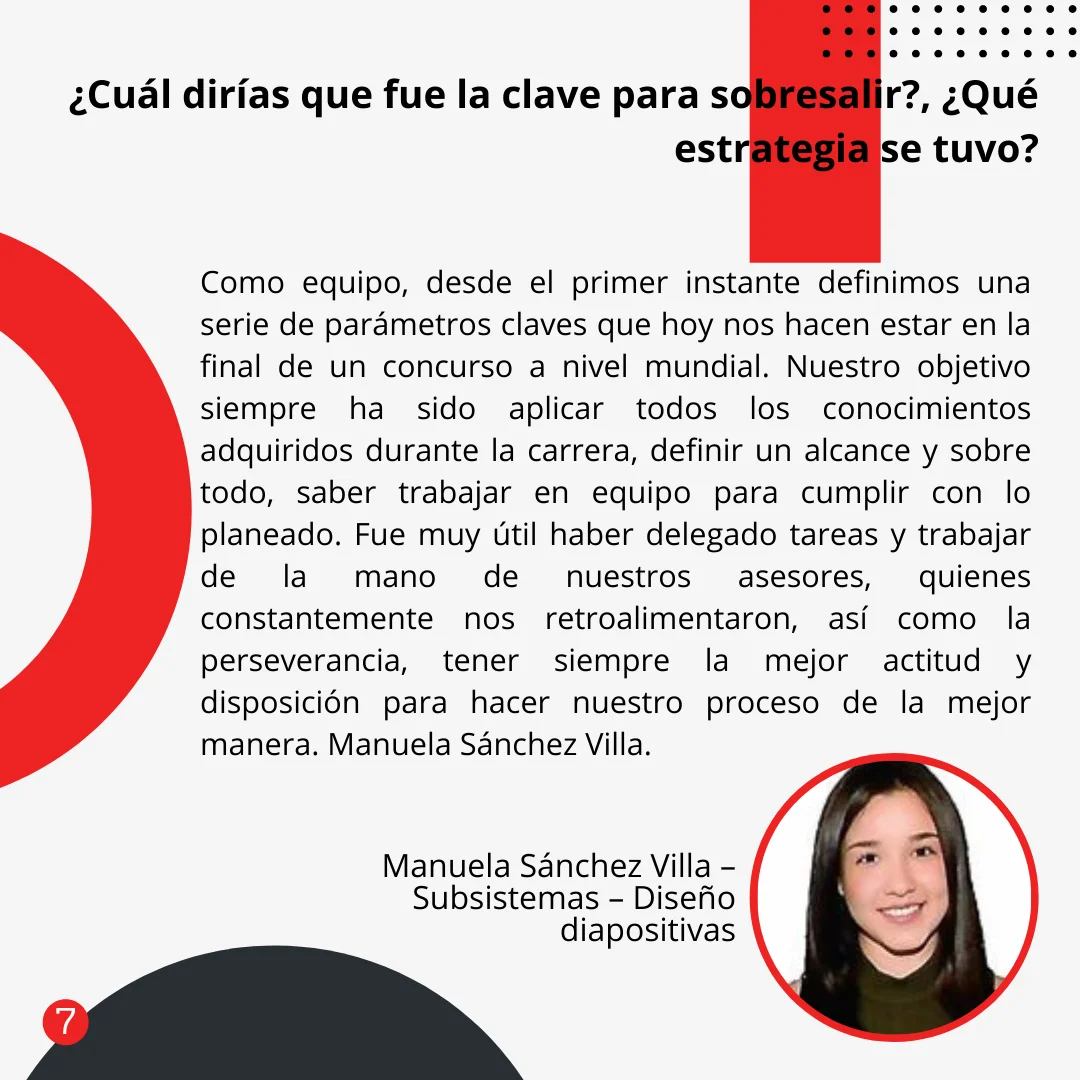 ¿Cuál dirías que fue la clave para sobresalir?, ¿Qué
estrategia se tuvo?
Como equipo, desde el primer instante definimos una
serie de parámetros claves que hoy nos hacen estar en la
final de un concurso a nivel mundial. Nuestro objetivo
siempre ha sido aplicar todos los conocimientos
adquiridos durante la carrera, definir un alcance y sobre
todo, saber trabajar en equipo para cumplir con lo
planeado. Fue muy útil haber delegado tareas y trabajar
de la mano de nuestros asesores, quienes
constantemente nos retroalimentaron, así como la
perseverancia, tener siempre la mejor actitud y
disposición para hacer nuestro proceso de la mejor
manera. Manuela Sánchez Villa.
Manuela Sánchez Villa –
Subsistemas – Diseño
diapositivas
7